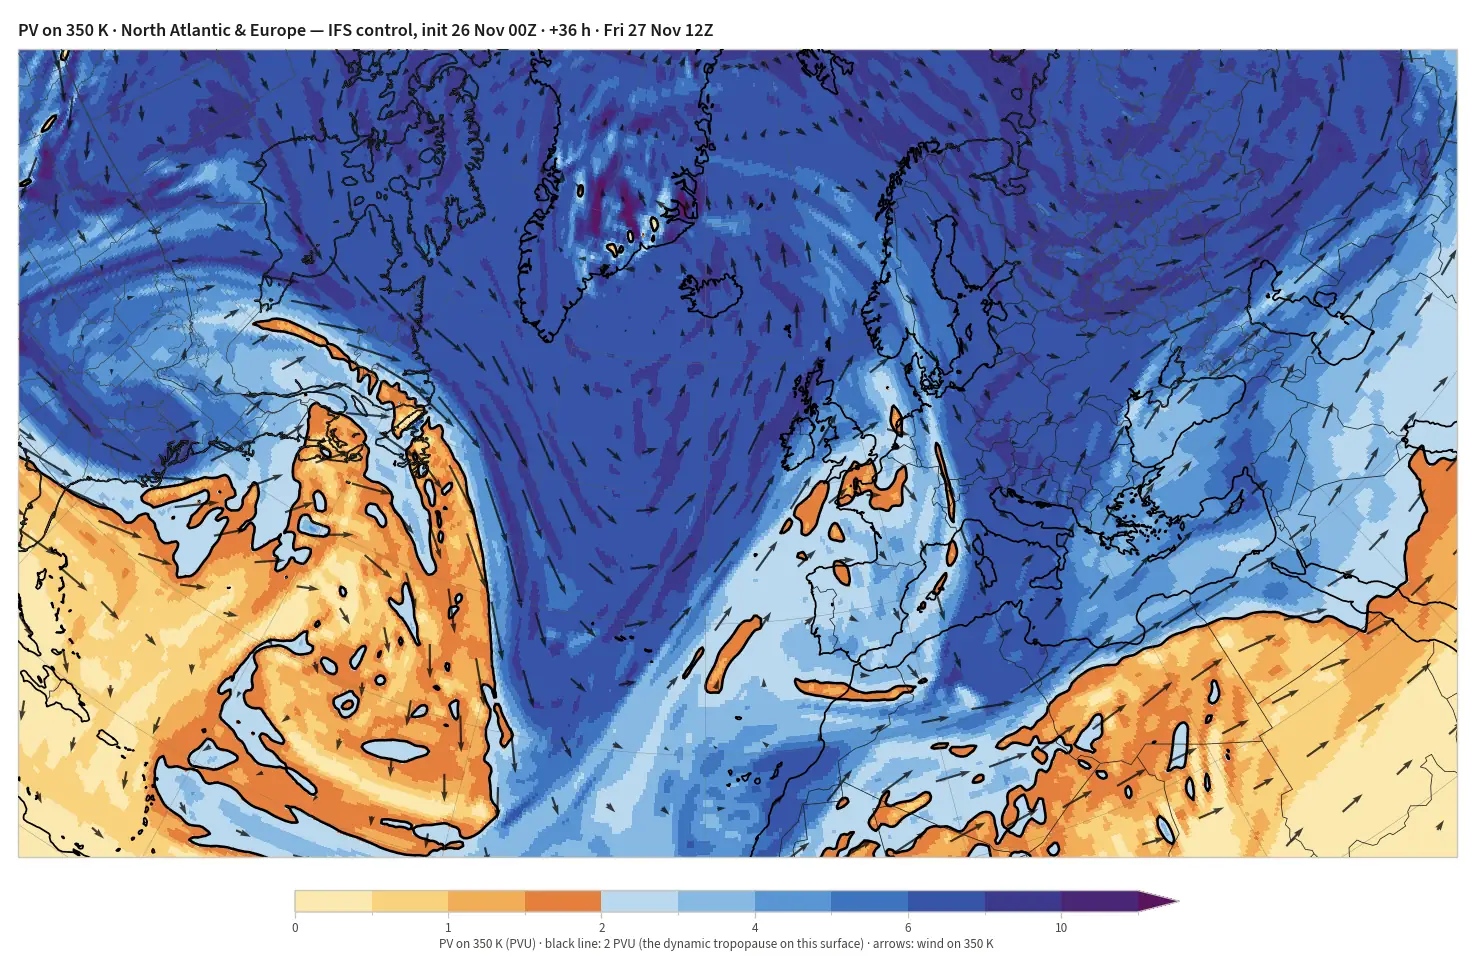 PV on 350 K · North Atlantic & Europe — IFS control, init 26 Nov 00Z · +36 h · Fri 27 Nov 12Z
0 1 2 4 6 10
PV on 350 K (PVU) · black line: 2 PVU (the dynamic tropopause on this surface) · arrows: wind on 350 K